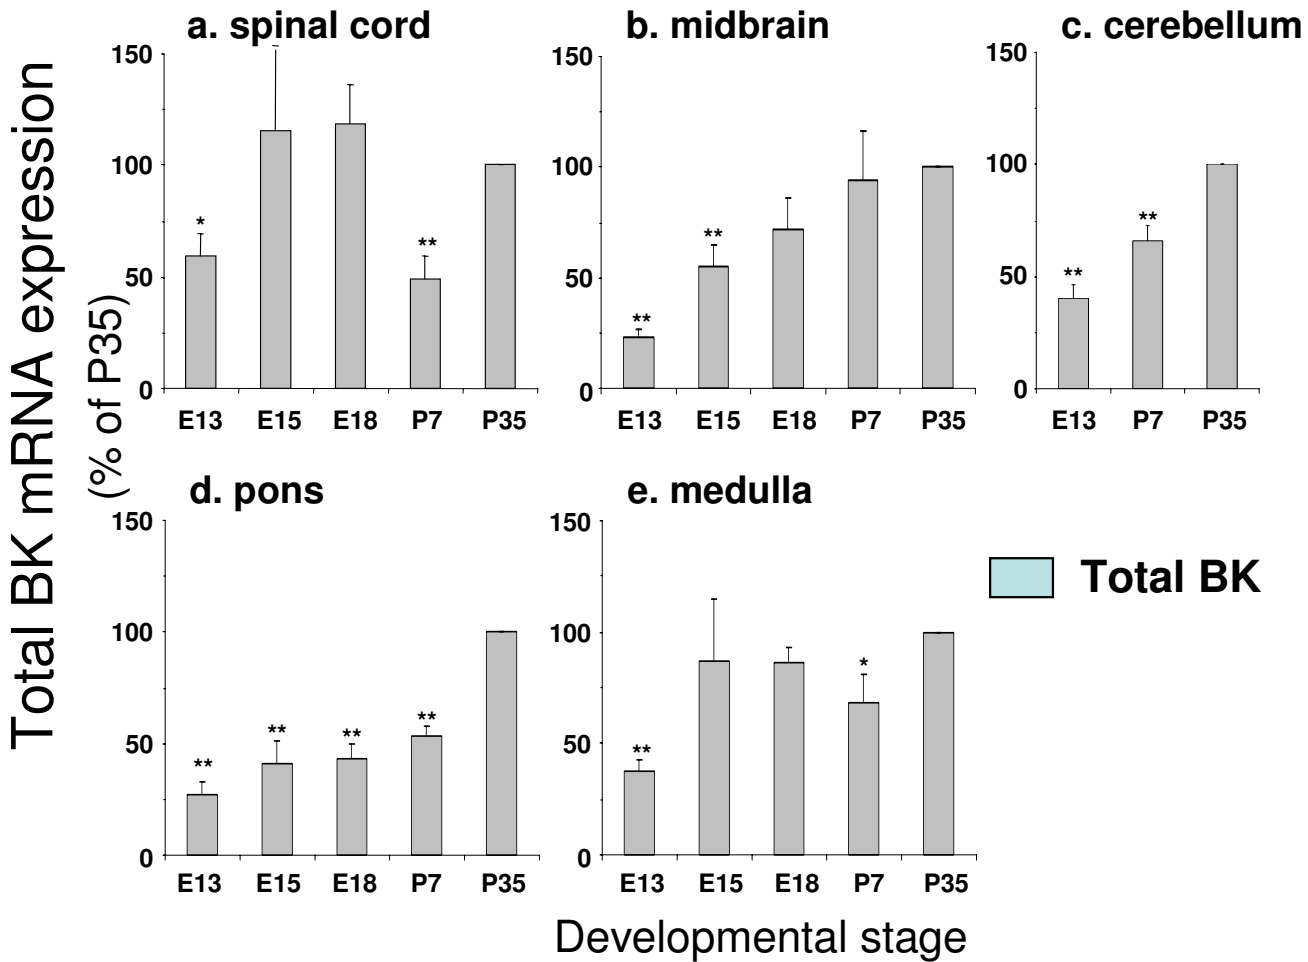 Total BK mRNA expression
(% of P35)
a. spinal cord
150
100
50
0
*
**
E13 E15 E18 P7 P35
b. midbrain
150
100
50
0
**
**
E13 E15 E18 P7 P35
c. cerebellum
150
100
50
0
**
**
E13 P7 P35
d. pons
150
100
50
0
**
**
**
**
E13 E15 E18 P7 P35
e. medulla
150
100
50
0
**
*
E13 E15 E18 P7 P35
Total BK
Developmental stage